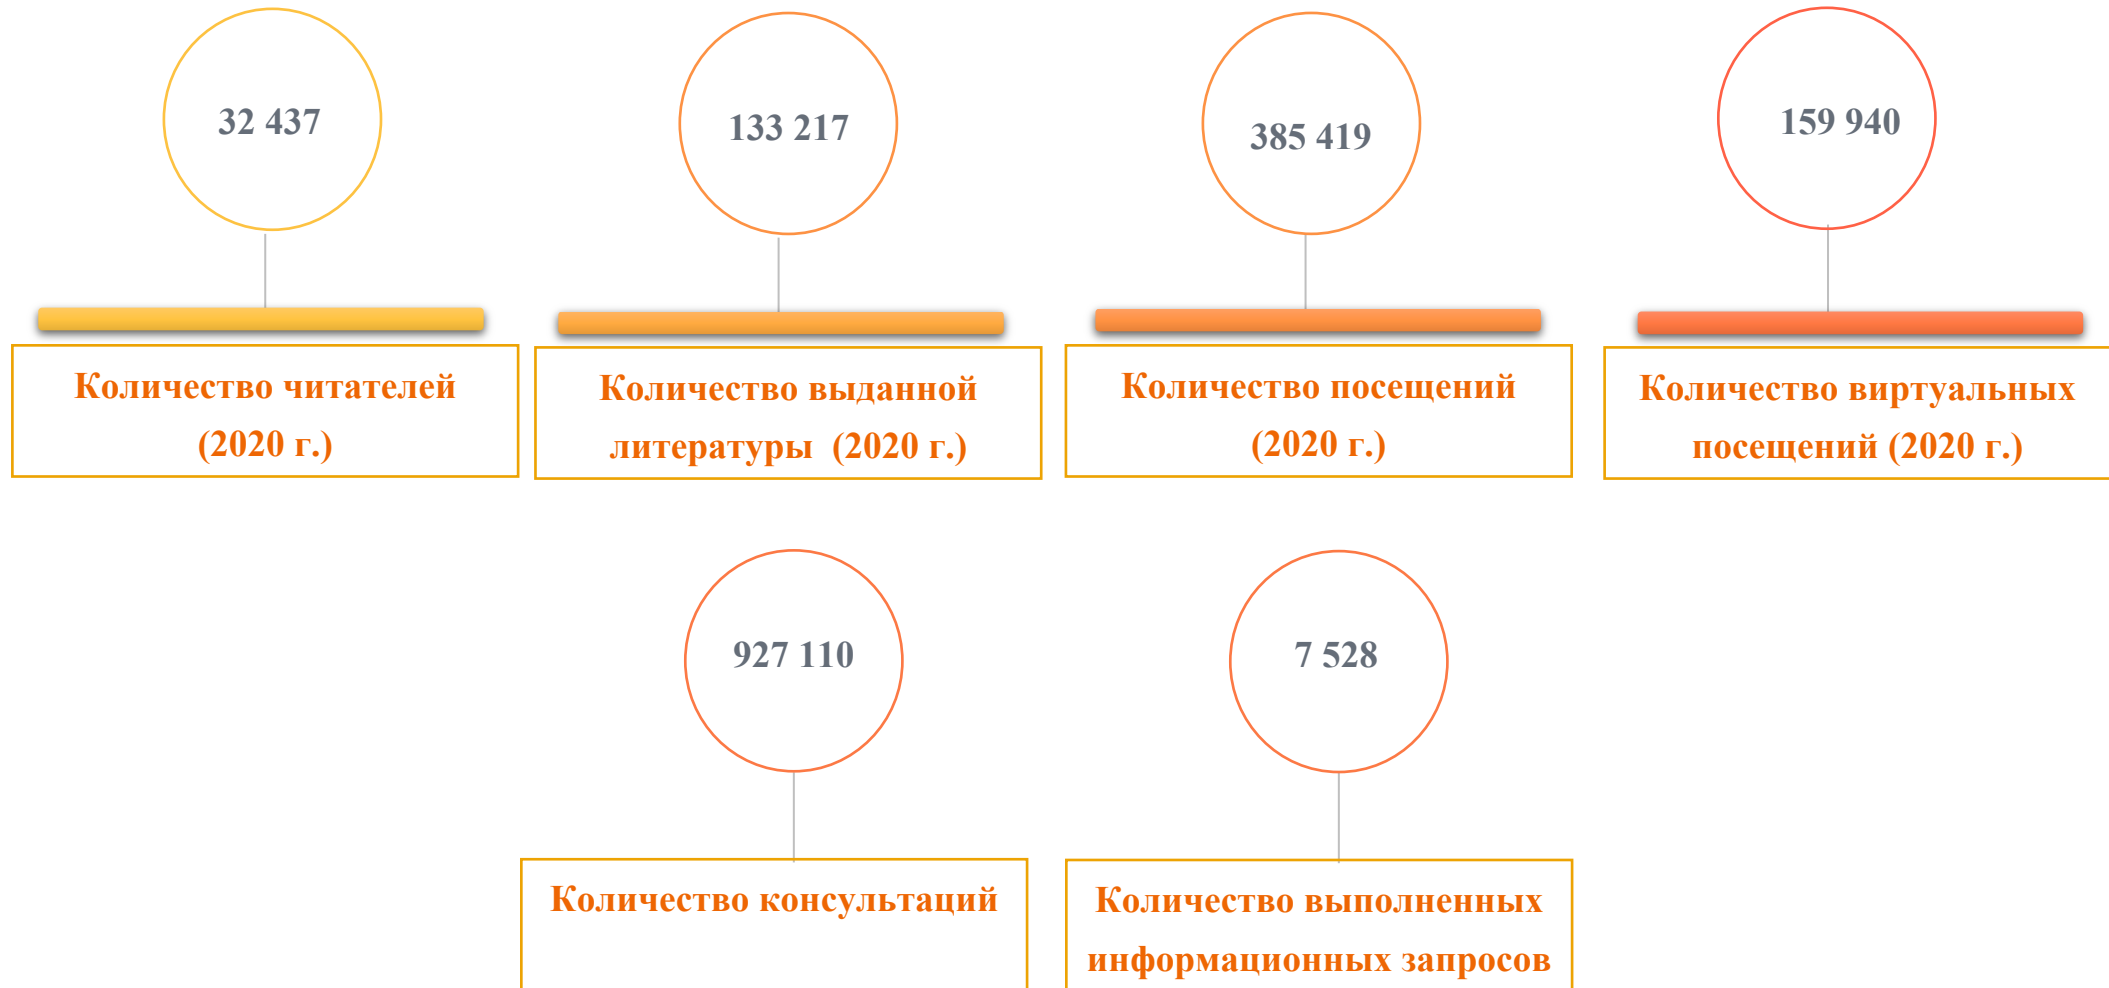 32 437
133 217
385 419
159 940
Количество читателей
(2020 г.)
Количество выданной
литературы (2020 г.)
Количество посещений
(2020 г.)
Количество виртуальных
посещений (2020 г.)
927 110
7 528
Количество консультаций
Количество выполненных
информационных запросов